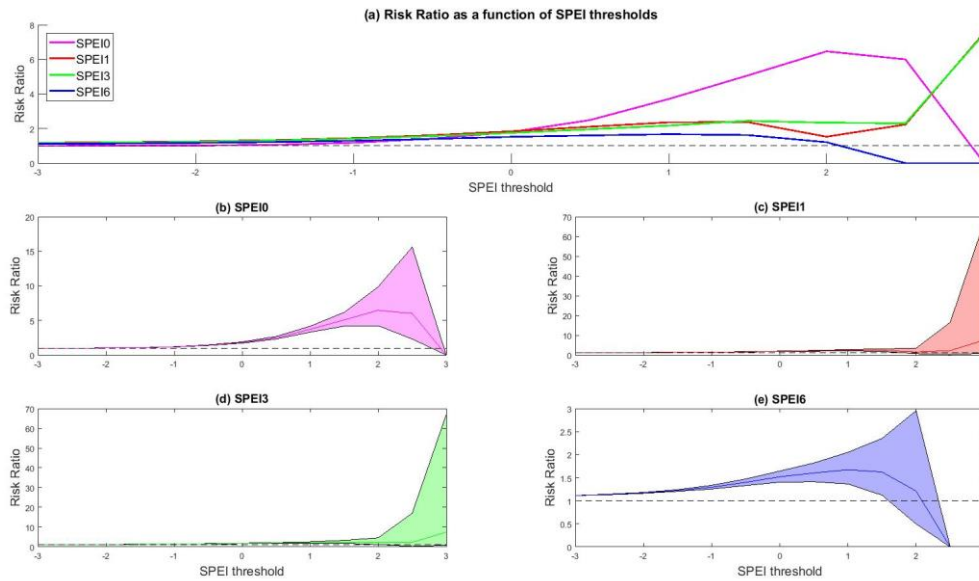 (a) Risk Ratio as a function of SPEI thresholds
8
6
4
2
0
Risk Ratio
SPEI0
SPEI1
SPEI3
SPEI6
-3 -2 -1 0 1 2
SPEI threshold
(b) SPEI0
20
15
10
5
0
Risk Ratio
-3 -2 -1 0 1 2 3
(c) SPEI1
70
60
50
40
30
20
10
0
Risk Ratio
-3 -2 -1 0 1 2
(d) SPEI3
70
60
50
40
30
20
10
0
Risk Ratio
-3 -2 -1 0 1 2 3
SPEI threshold
(e) SPEI6
3
2.5
2
1.5
1
0.5
0
Risk Ratio
-3 -2 -1 0 1 2 3
SPEI threshold